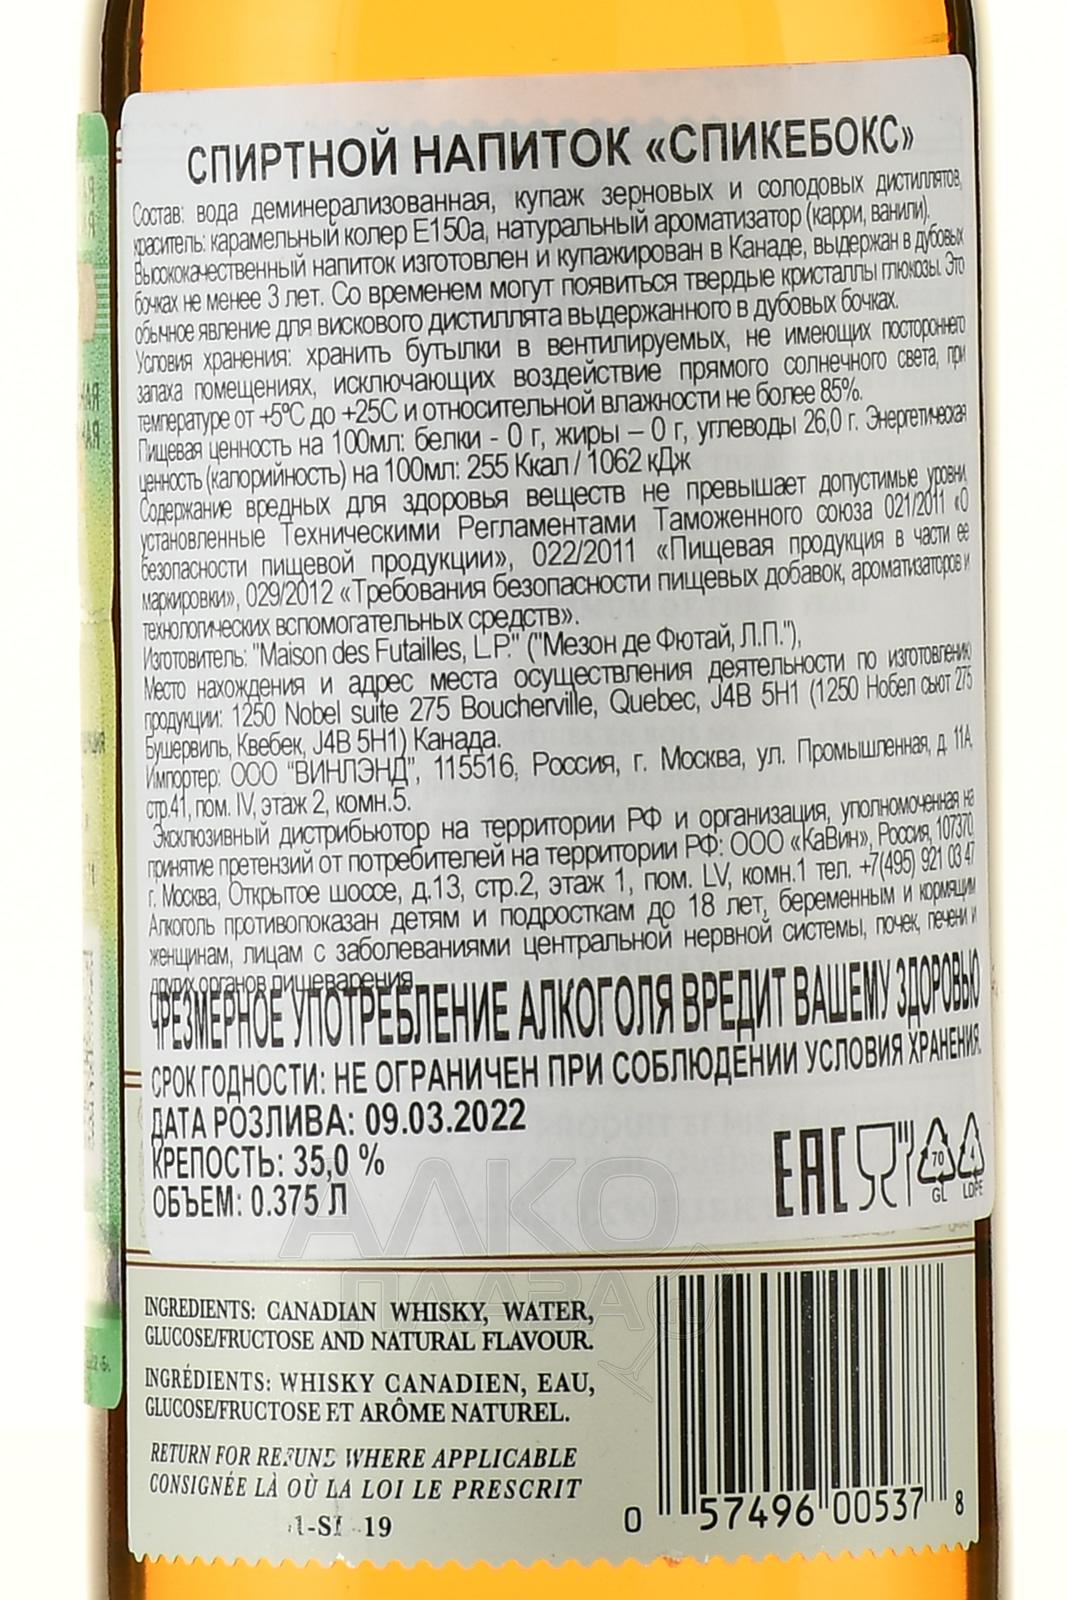 СПИРТНОЙ НАПИТОК «СПИКЕБОКС»
Состав: вода деминерализованная, купаж зерновых и солодовых дистиллятов,
краситель: карамельный колер Е150а, натуральный ароматизатор (карри, ванили).
Высококачественный напиток изготовлен и купажирован в Канаде, выдержан в дубовых
бочках не менее 3 лет. Со временем могут появиться твердые кристаллы глюкозы. Это
обычное явление для вискового дистиллята выдержанного в дубовых бочках.
Условия хранения: хранить бутылки в вентилируемых, не имеющих постороннего
запаха помещениях, исключающих воздействие прямого солнечного света, при
температуре от +5ºС до +25С и относительной влажности не более 85%.
Пищевая ценность на 100мл: белки - 0 г, жиры – 0 г, углеводы 26,0 г. Энергетическая
ценность (калорийность) на 100мл: 255 Ккал / 1062 кДж
Содержание вредных для здоровья веществ не превышает допустимые уровни,
установленные Техническими Регламентами Таможенного союза 021/2011 «О
безопасности пищевой продукции», 022/2011 «Пищевая продукция в части ее
маркировки», 029/2012 «Требования безопасности пищевых добавок, ароматизаторов и
технологических вспомогательных средств».
Изготовитель: "Maison des Futailles, L.P." ("Мезон де Фютай, Л.П."),
Место нахождения и адрес места осуществления деятельности по изготовлению
продукции: 1250 Nobel suite 275 Boucherville, Quebec, J4B 5H1 (1250 Нобел сьют 275
Бушервиль, Квебек, J4B 5H1) Канада.
Импортер: ООО "ВИНЛЭНД", 115516, Россия, г. Москва, ул. Промышленная, д. 11А,
стр.41, пом. IV, этаж 2, комн.5.
Эксклюзивный дистрибьютор на территории РФ и организация, уполномоченная на
принятие претензий от потребителей на территории РФ: ООО «КаВин», Россия, 107370,
г. Москва, Открытое шоссе, д.13, стр.2, этаж 1, пом. LV, комн.1 тел. +7(495) 921 03 47
Алкоголь противопоказан детям и подросткам до 18 лет, беременным и кормящим
женщинам, лицам с заболеваниями центральной нервной системы, почек, печени и
других органов пищеварения.
ЧРЕЗМЕРНОЕ УПОТРЕБЛЕНИЕ АЛКОГОЛЯ ВРЕДИТ ВАШЕМУ ЗДОРОВЬЮ
СРОК ГОДНОСТИ: НЕ ОГРАНИЧЕН ПРИ СОБЛЮДЕНИИ УСЛОВИЯ ХРАНЕНИЯ.
ДАТА РОЗЛИВА: 09.03.2022
КРЕПОСТЬ: 35,0 %
ОБЪЕМ: 0.375 Л
EAC
70
GL
4
LDPE
АЛКО
ПЛАЗА
INGREDIENTS: CANADIAN WHISKY, WATER,
GLUCOSE/FRUCTOSE AND NATURAL FLAVOUR.
INGRÉDIENTS: WHISKY CANADIEN, EAU,
GLUCOSE/FRUCTOSE ET ARÔME NATUREL.
RETURN FOR REFUND WHERE APPLICABLE
CONSIGNÉE LÀ OÙ LA LOI LE PRESCRIT
19
0 57496 00537 8